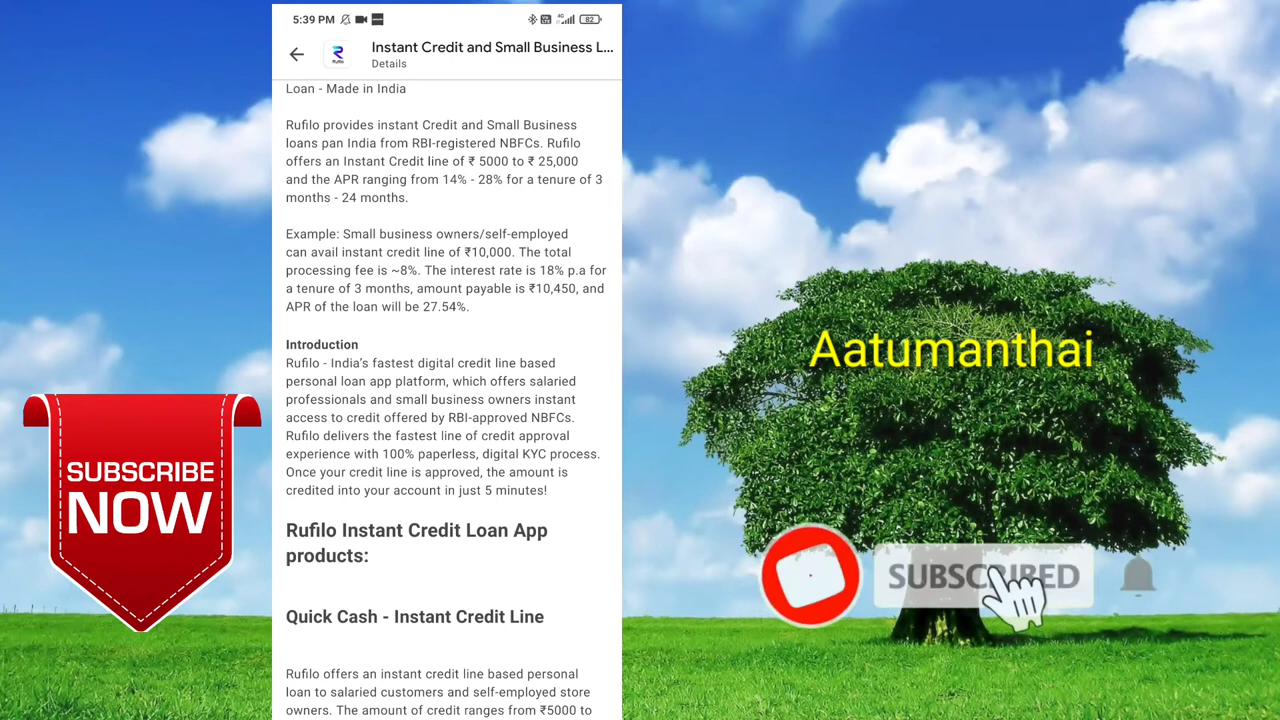 5:39 PM
4G
82
Rufilo
Instant Credit and Small Business L...
Details
Loan - Made in India
Rufilo provides instant Credit and Small Business
loans pan India from RBI-registered NBFCs. Rufilo
offers an Instant Credit line of ₹ 5000 to ₹ 25,000
and the APR ranging from 14% - 28% for a tenure of 3
months - 24 months.
Example: Small business owners/self-employed
can avail instant credit line of ₹10,000. The total
processing fee is ~8%. The interest rate is 18% p.a for
a tenure of 3 months, amount payable is ₹10,450, and
APR of the loan will be 27.54%.
Introduction
Rufilo - India’s fastest digital credit line based
personal loan app platform, which offers salaried
professionals and small business owners instant
access to credit offered by RBI-approved NBFCs.
Rufilo delivers the fastest line of credit approval
experience with 100% paperless, digital KYC process.
Once your credit line is approved, the amount is
credited into your account in just 5 minutes!
Rufilo Instant Credit Loan App
products:
Quick Cash - Instant Credit Line
Rufilo offers an instant credit line based personal
loan to salaried customers and self-employed store
owners. The amount of credit ranges from ₹5000 to
SUBSCRIBE
NOW
Aatumanthai
SUBSCRIBED